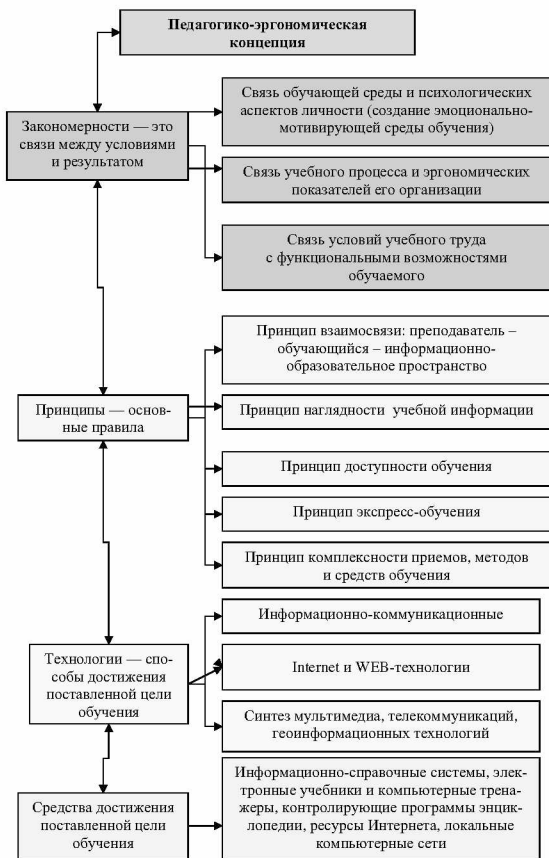 Педагогико-эргономическая
концепция
Закономерности — это
связи между условиями
и результатом
Связь обучающей среды и психологических
аспектов личности (создание эмоционально-
мотивирующей среды обучения)
Связь учебного процесса и эргономических
показателей его организации
Связь условий учебного труда
с функциональными возможностями
обучаемого
Принципы — основ-
ные правила
Принцип взаимосвязи: преподаватель –
обучающийся – информационно-
образовательное пространство
Принцип наглядности учебной информации
Принцип доступности обучения
Принцип экспресс-обучения
Принцип комплексности приемов, методов
и средств обучения
Технологии — спо-
собы достижения
поставленной цели
обучения
Информационно-коммуникационные
Internet и WEB-технологии
Синтез мультимедиа, телекоммуникаций,
геоинформационных технологий
Средства достижения
поставленной цели
обучения
Информационно-справочные системы, элек-
тронные учебники и компьютерные трена-
жеры, контролирующие программы энцик-
лопедии, ресурсы Интернета, локальные
компьютерные сети